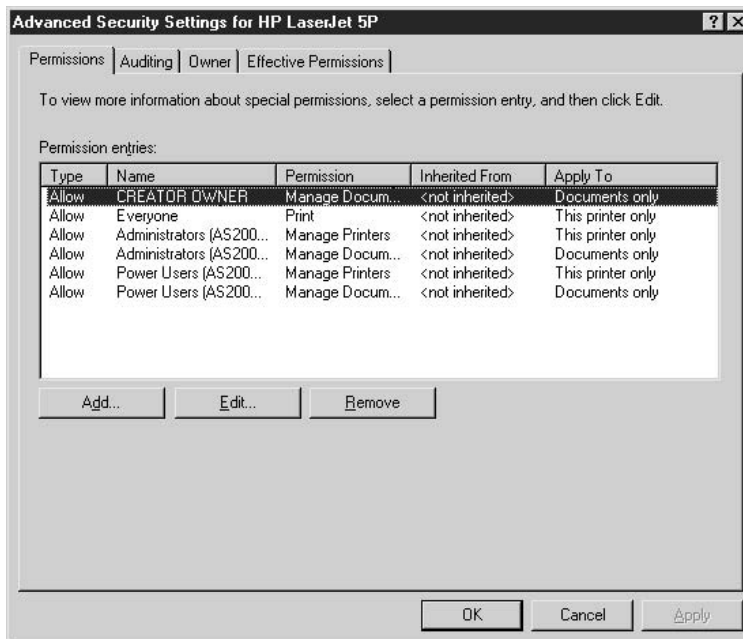 Advanced Security Settings for HP LaserJet 5P ? X
Permissions Auditing Owner Effective Permissions
To view more information about special permissions, select a permission entry, and then click Edit.
Permission entries:
Type Name Permission Inherited From Apply To
Allow CREATOR OWNER Manage Docum... <not inherited> Documents only
Allow Everyone Print <not inherited> This printer only
Allow Administrators (AS200... Manage Printers <not inherited> This printer only
Allow Administrators (AS200... Manage Docum... <not inherited> Documents only
Allow Power Users (AS200... Manage Printers <not inherited> This printer only
Allow Power Users (AS200... Manage Docum... <not inherited> Documents only
Add... Edit... Remove
OK Cancel Apply